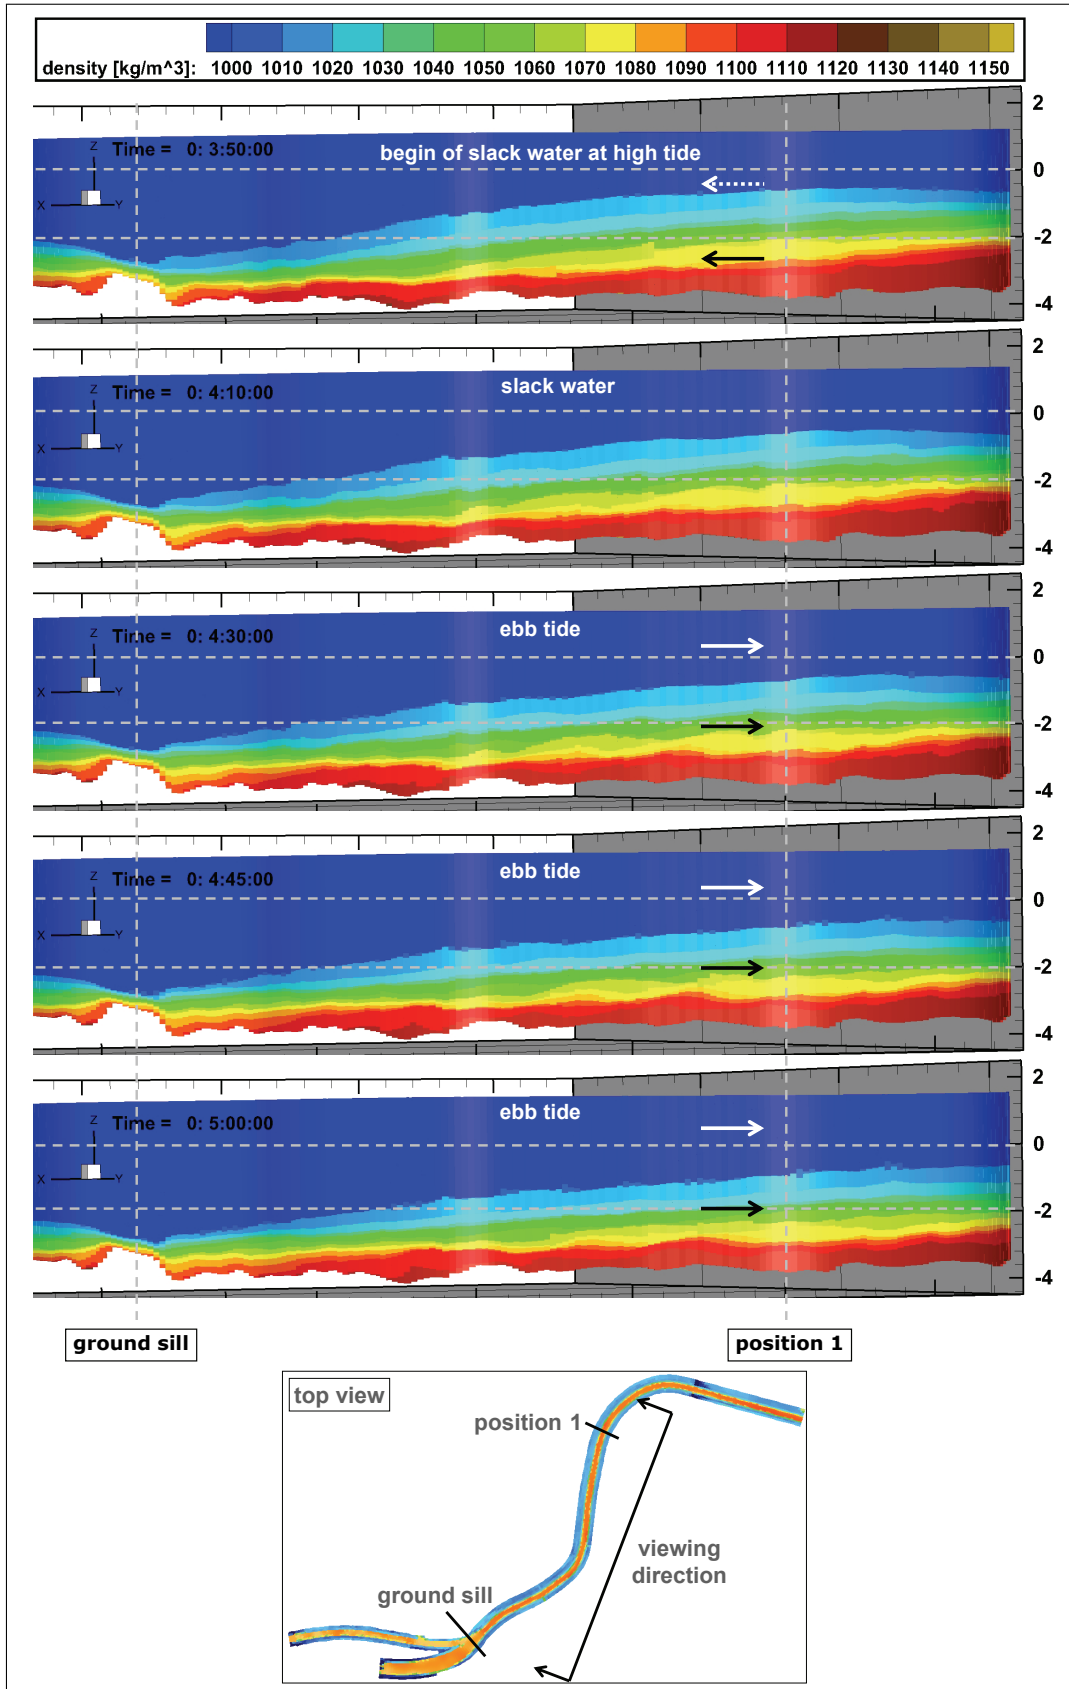 density [kg/m^3]: 1000 1010 1020 1030 1040 1050 1060 1070 1080 1090 1100 1110 1120 1130 1140 1150
Time = 0: 3:50:00
begin of slack water at high tide
Z
X Y
2
0
-2
-4
Time = 0: 4:10:00
slack water
Z
X Y
2
0
-2
-4
Time = 0: 4:30:00
ebb tide
Z
X Y
2
0
-2
-4
Time = 0: 4:45:00
ebb tide
Z
X Y
2
0
-2
-4
Time = 0: 5:00:00
ebb tide
Z
X Y
2
0
-2
-4
ground sill
position 1
top view
position 1
viewing
direction
ground sill